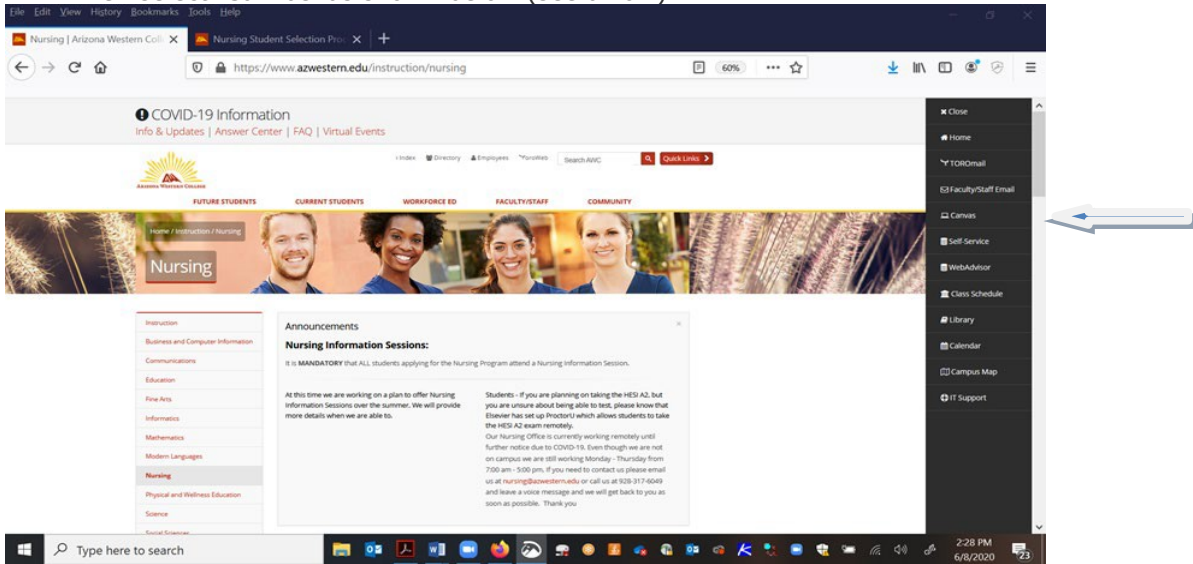 File Edit View History Bookmarks Tools Help
Nursing | Arizona Western Coll
Nursing Student Selection Pro
https://www.azwestern.edu/instruction/nursing
60%
COVID-19 Information
Info & Updates | Answer Center | FAQ | Virtual Events
Index Directory Employees ToroWeb Search AWC Quick Links
ARIZONA WESTERN COLLEGE
FUTURE STUDENTS CURRENT STUDENTS WORKFORCE ED FACULTY/STAFF COMMUNITY
Home / Instruction / Nursing
Nursing
Instruction
Business and Computer Information
Communications
Education
Fine Arts
Informatics
Mathematics
Modern Languages
Nursing
Physical and Wellness Education
Science
Social Sciences
Announcements
Nursing Information Sessions:
It is MANDATORY that ALL students applying for the Nursing Program attend a Nursing Information Session.
At this time we are working on a plan to offer Nursing
Information Sessions over the summer. We will provide
more details when we are able to.
Students - If you are planning on taking the HESI A2, but
you are unsure about being able to test, please know that
Elsevier has set up ProctorU which allows students to take
the HESI A2 exam remotely.
Our Nursing Office is currently working remotely until
further notice due to COVID-19. Even though we are not
on campus we are still working Monday - Thursday from
7:00 am - 5:00 pm. If you need to contact us please email
us at nursing@azwestern.edu or call us at 928-317-6049
and leave a voice message and we will get back to you as
soon as possible. Thank you
Close
Home
TOROmail
Faculty/Staff Email
Canvas
Self-Service
WebAdvisor
Class Schedule
Library
Calendar
Campus Map
IT Support
Type here to search
2:28 PM
6/8/2020
23